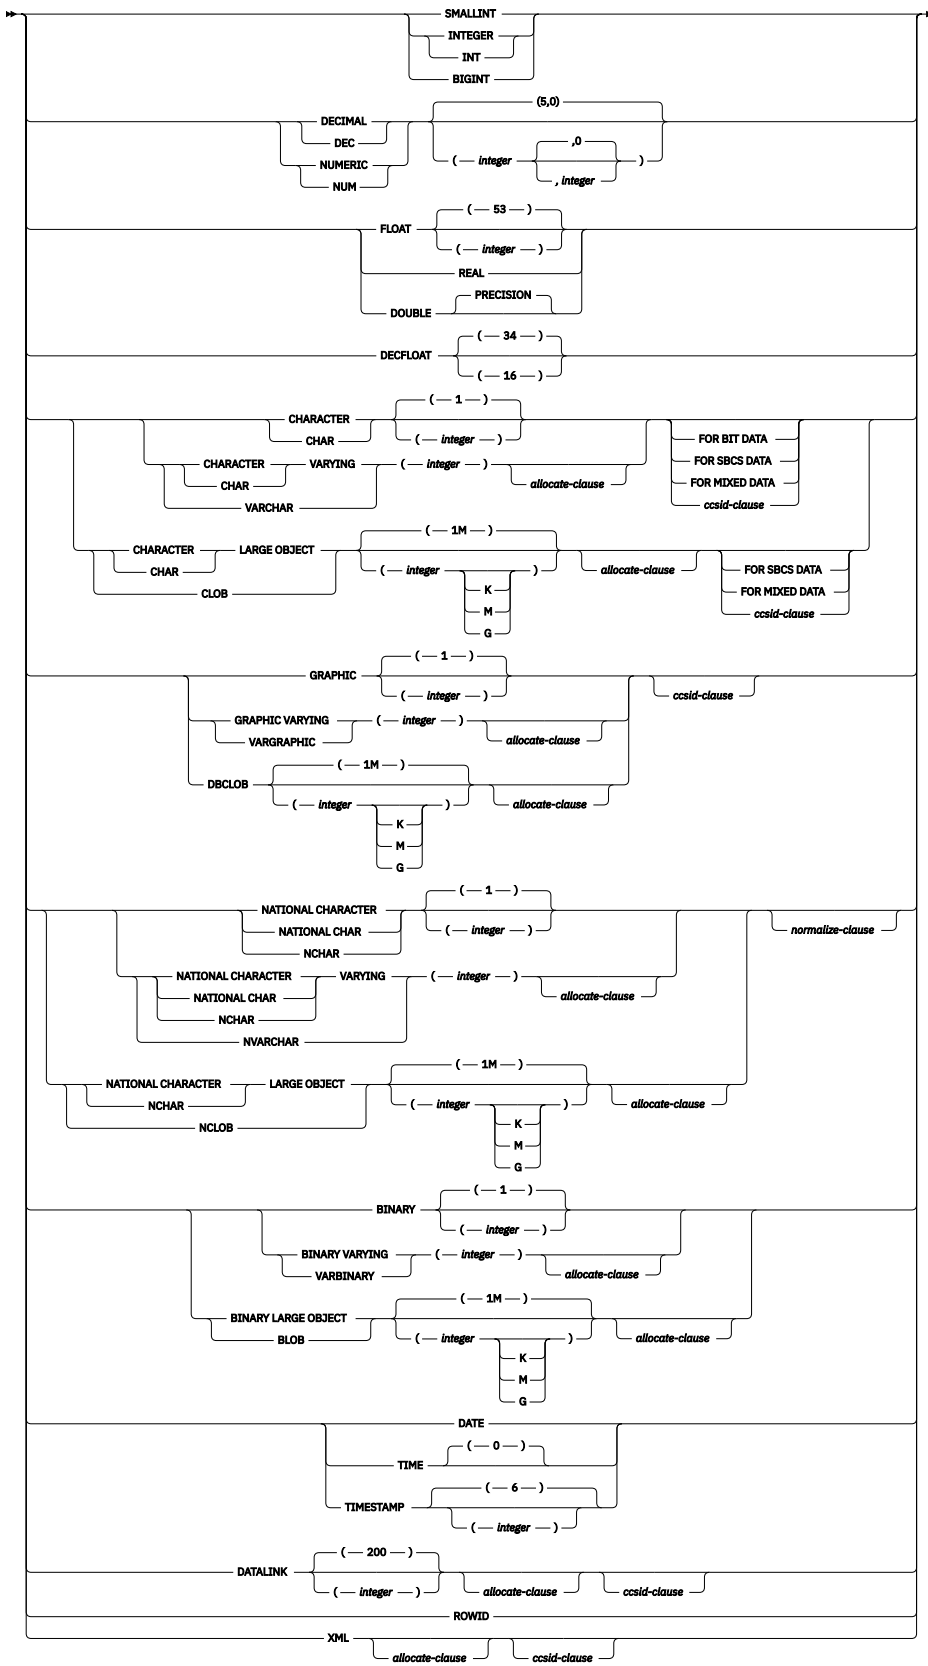 SMALLINT
INTEGER
INT
BIGINT
(5,0)
DECIMAL
DEC
NUMERIC
NUM
,0
( integer )
, integer
( 53 )
FLOAT
( integer )
REAL
PRECISION
DOUBLE
( 34 )
DECFLOAT
( 16 )
( 1 )
CHARACTER
CHAR
( integer )
FOR BIT DATA
FOR SBCS DATA
FOR MIXED DATA
ccsid-clause
CHARACTER VARYING ( integer )
CHAR
allocate-clause
VARCHAR
( 1M )
CHARACTER LARGE OBJECT
CHAR
( integer )
allocate-clause
FOR SBCS DATA
FOR MIXED DATA
ccsid-clause
CLOB
K
M
G
( 1 )
GRAPHIC
( integer )
ccsid-clause
GRAPHIC VARYING ( integer )
VARGRAPHIC
allocate-clause
( 1M )
DBCLOB
( integer )
allocate-clause
K
M
G
( 1 )
NATIONAL CHARACTER
NATIONAL CHAR
NCHAR
( integer )
normalize-clause
NATIONAL CHARACTER VARYING ( integer )
NATIONAL CHAR
NCHAR
allocate-clause
NVARCHAR
( 1M )
NATIONAL CHARACTER LARGE OBJECT
NCHAR
( integer )
allocate-clause
NCLOB
K
M
G
( 1 )
BINARY
( integer )
BINARY VARYING ( integer )
VARBINARY
allocate-clause
( 1M )
BINARY LARGE OBJECT
BLOB
( integer )
allocate-clause
K
M
G
DATE
( 0 )
TIME
( 6 )
TIMESTAMP
( integer )
( 200 )
DATALINK
( integer )
allocate-clause
ccsid-clause
ROWID
XML
allocate-clause
ccsid-clause